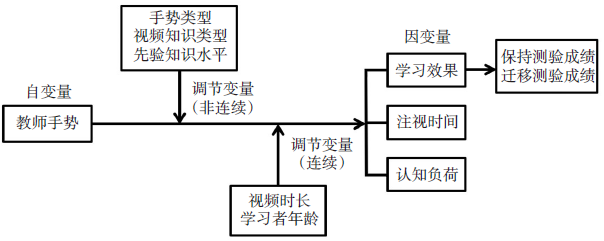 手势类型
视频知识类型
先验知识水平
自变量
教师手势
调节变量
（非连续）
调节变量
（连续）
视频时长
学习者年龄
因变量
学习效果
注视时间
认知负荷
保持测验成绩
迁移测验成绩